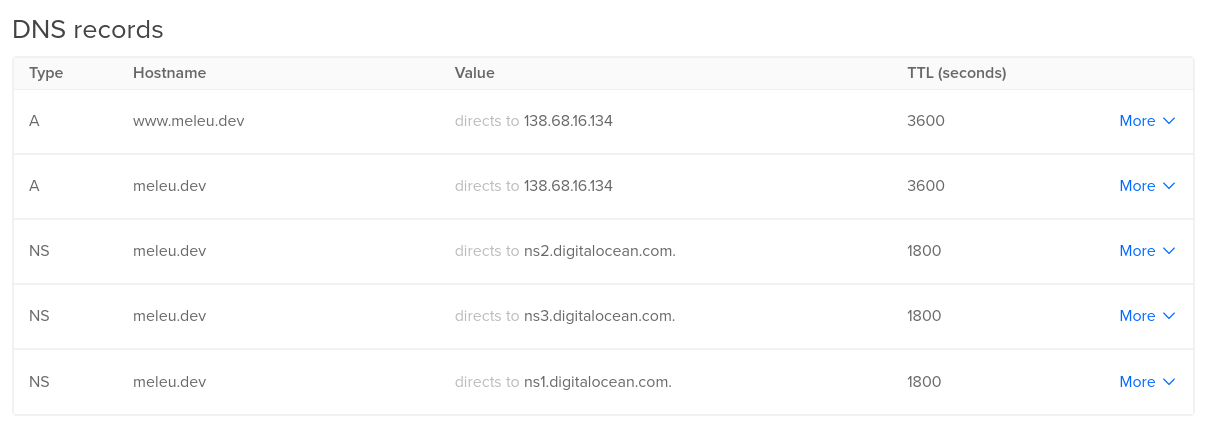 DNS records
Type Hostname Value TTL (seconds)
A www.meleu.dev directs to 138.68.16.134 3600 More
A meleu.dev directs to 138.68.16.134 3600 More
NS meleu.dev directs to ns2.digitalocean.com. 1800 More
NS meleu.dev directs to ns3.digitalocean.com. 1800 More
NS meleu.dev directs to ns1.digitalocean.com. 1800 More